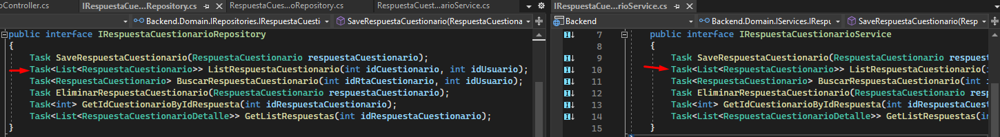 oController.cs
IRespuestaCue...Repository.cs
RespuestaCues...oRepository.cs
RespuestaCuest...arioService.cs
Backend.Domain.IRepositories.IRespuestaCuesti
SaveRespuestaCuestionario(RespuestaCuestiona
public interface IRespuestaCuestionarioRepository
{
Task SaveRespuestaCuestionario(RespuestaCuestionario respuestaCuestionario);
Task<List<RespuestaCuestionario>> ListRespuestaCuestionario(int idCuestionario, int idUsuario);
Task<RespuestaCuestionario> BuscarRespuestaCuestionario(int idRtaCuestionario, int idUsuario);
Task EliminarRespuestaCuestionario(RespuestaCuestionario respuestaCuestionario);
Task<int> GetIdCuestionarioByIdRespuesta(int idRespuestaCuestionario);
Task<List<RespuestaCuestionarioDetalle>> GetListRespuestas(int idRespuestaCuestionario);
}
IRespuestaCue...rioService.cs
Backend
Backend.Domain.IServices.IRespu
SaveRespuestaCuestionario(Resp
7 public interface IRespuestaCuestionarioService
8 {
9 Task SaveRespuestaCuestionario(RespuestaCuestionario respuest
10 Task<List<RespuestaCuestionario>> ListRespuestaCuestionario(i
11 Task<RespuestaCuestionario> BuscarRespuestaCuestionario(int i
12 Task EliminarRespuestaCuestionario(RespuestaCuestionario resp
13 Task<int> GetIdCuestionarioByIdRespuesta(int idRespuestaCuest
14 Task<List<RespuestaCuestionarioDetalle>> GetListRespuestas(in
15 }